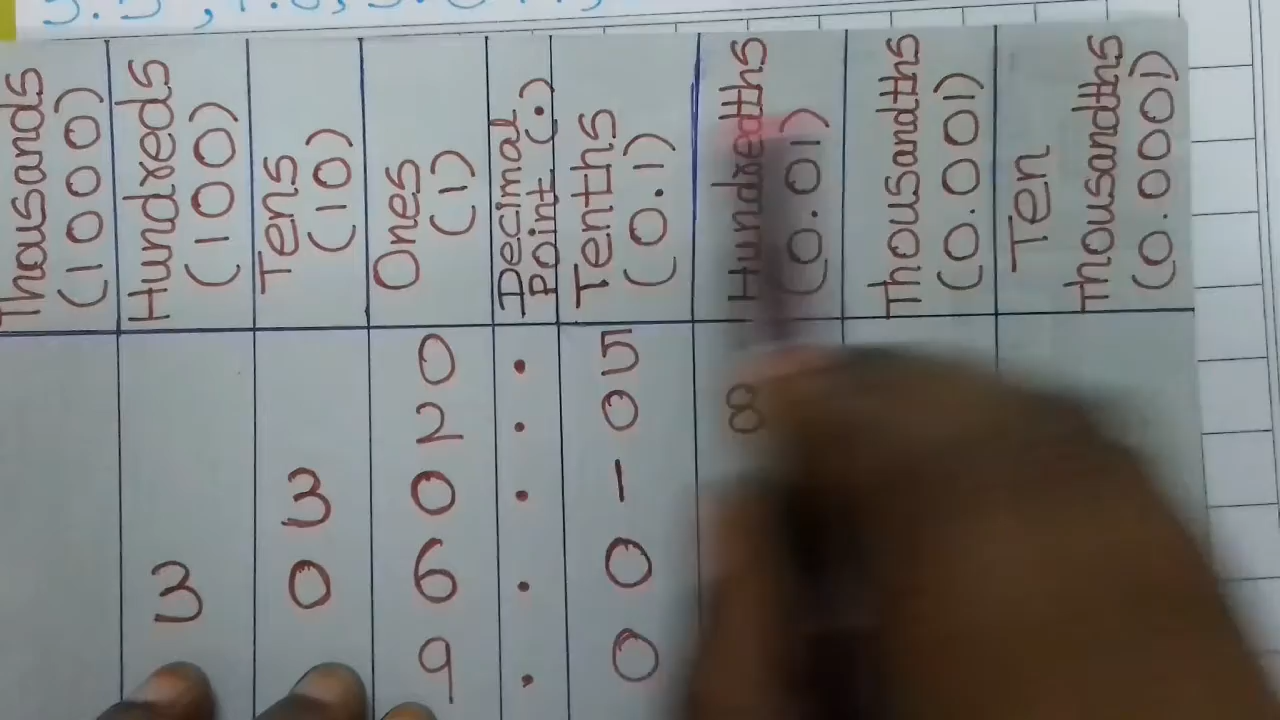 Thousands
(1000)
Hundreds
(100)
Tens
(10)
Ones
(1)
Decimal
Point (.)
Tenths
(0.1)
Hundredths
(0.01)
Thousandths
(0.001)
Ten
Thousandths
(0.0001)
0 . 5
2 . 0 8
3 0 . 1
3 0 6 . 0
9 . 0